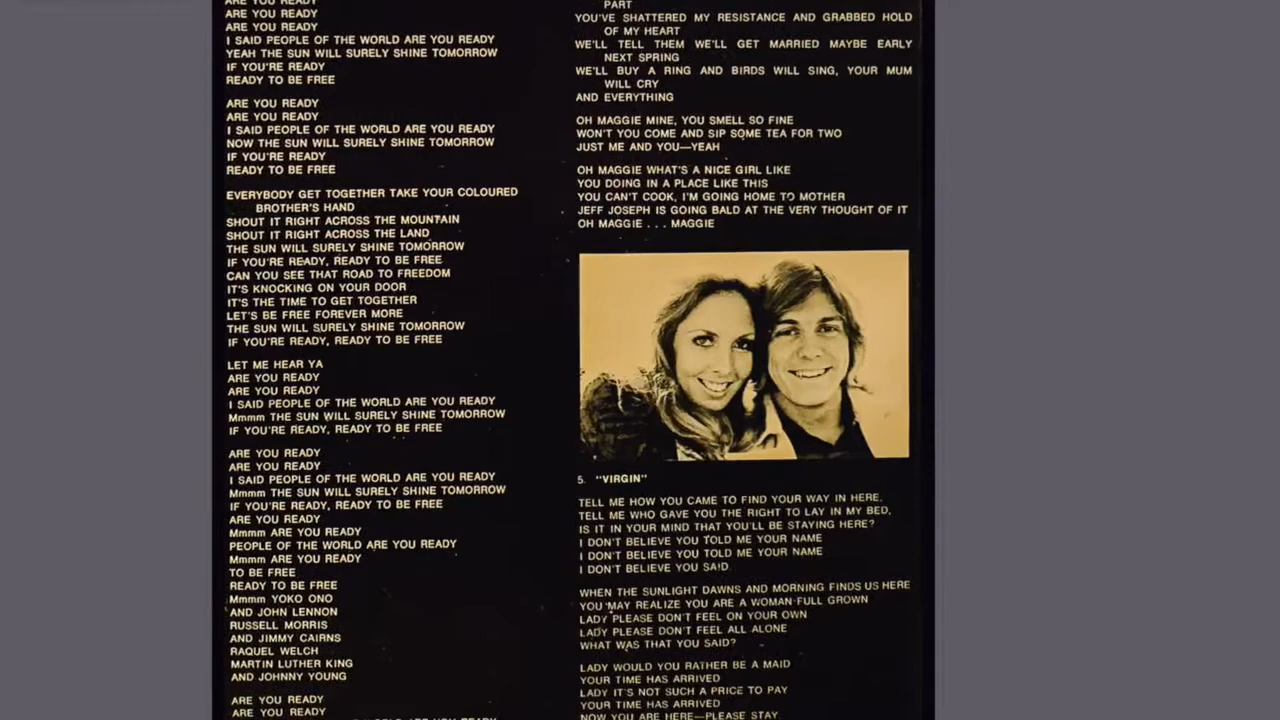 ARE YOU READY
ARE YOU READY
ARE YOU READY
I SAID PEOPLE OF THE WORLD ARE YOU READY
YEAH THE SUN WILL SURELY SHINE TOMORROW
IF YOU'RE READY
READY TO BE FREE
ARE YOU READY
ARE YOU READY
I SAID PEOPLE OF THE WORLD ARE YOU READY
NOW THE SUN WILL SURELY SHINE TOMORROW
IF YOU'RE READY
READY TO BE FREE
EVERYBODY GET TOGETHER TAKE YOUR COLOURED
BROTHER'S HAND
SHOUT IT RIGHT ACROSS THE MOUNTAIN
SHOUT IT RIGHT ACROSS THE LAND
THE SUN WILL SURELY SHINE TOMORROW
IF YOU'RE READY, READY TO BE FREE
CAN YOU SEE THAT ROAD TO FREEDOM
IT'S KNOCKING ON YOUR DOOR
IT'S THE TIME TO GET TOGETHER
LET'S BE FREE FOREVER MORE
THE SUN WILL SURELY SHINE TOMORROW
IF YOU'RE READY, READY TO BE FREE
LET ME HEAR YA
ARE YOU READY
ARE YOU READY
I SAID PEOPLE OF THE WORLD ARE YOU READY
Mmmm THE SUN WILL SURELY SHINE TOMORROW
IF YOU'RE READY, READY TO BE FREE
ARE YOU READY
ARE YOU READY
I SAID PEOPLE OF THE WORLD ARE YOU READY
Mmmm THE SUN WILL SURELY SHINE TOMORROW
IF YOU'RE READY, READY TO BE FREE
ARE YOU READY
Mmmm ARE YOU READY
PEOPLE OF THE WORLD ARE YOU READY
Mmmm ARE YOU READY
TO BE FREE
READY TO BE FREE
Mmmm YOKO ONO
AND JOHN LENNON
RUSSELL MORRIS
AND JIMMY CAIRNS
RAQUEL WELCH
MARTIN LUTHER KING
AND JOHNNY YOUNG
ARE YOU READY
ARE YOU READY
PART
YOU'VE SHATTERED MY RESISTANCE AND GRABBED HOLD
OF MY HEART
WE'LL TELL THEM WE'LL GET MARRIED MAYBE EARLY
NEXT SPRING
WE'LL BUY A RING AND BIRDS WILL SING, YOUR MUM
WILL CRY
AND EVERYTHING
OH MAGGIE MINE, YOU SMELL SO FINE
WON'T YOU COME AND SIP SOME TEA FOR TWO
JUST ME AND YOU—YEAH
OH MAGGIE WHAT'S A NICE GIRL LIKE
YOU DOING IN A PLACE LIKE THIS
YOU CAN'T COOK, I'M GOING HOME TO MOTHER
JEFF JOSEPH IS GOING BALD AT THE VERY THOUGHT OF IT
OH MAGGIE . . . MAGGIE
5. "VIRGIN"
TELL ME HOW YOU CAME TO FIND YOUR WAY IN HERE,
TELL ME WHO GAVE YOU THE RIGHT TO LAY IN MY BED,
IS IT IN YOUR MIND THAT YOU'LL BE STAYING HERE?
I DON'T BELIEVE YOU TOLD ME YOUR NAME
I DON'T BELIEVE YOU TOLD ME YOUR NAME
I DON'T BELIEVE YOU SAID.
WHEN THE SUNLIGHT DAWNS AND MORNING FINDS US HERE
YOU MAY REALIZE YOU ARE A WOMAN-FULL GROWN
LADY PLEASE DON'T FEEL ON YOUR OWN
LADY PLEASE DON'T FEEL ALL ALONE
WHAT WAS THAT YOU SAID?
LADY WOULD YOU RATHER BE A MAID
YOUR TIME HAS ARRIVED
LADY IT'S NOT SUCH A PRICE TO PAY
YOUR TIME HAS ARRIVED
NOW YOU ARE HERE—PLEASE STAY